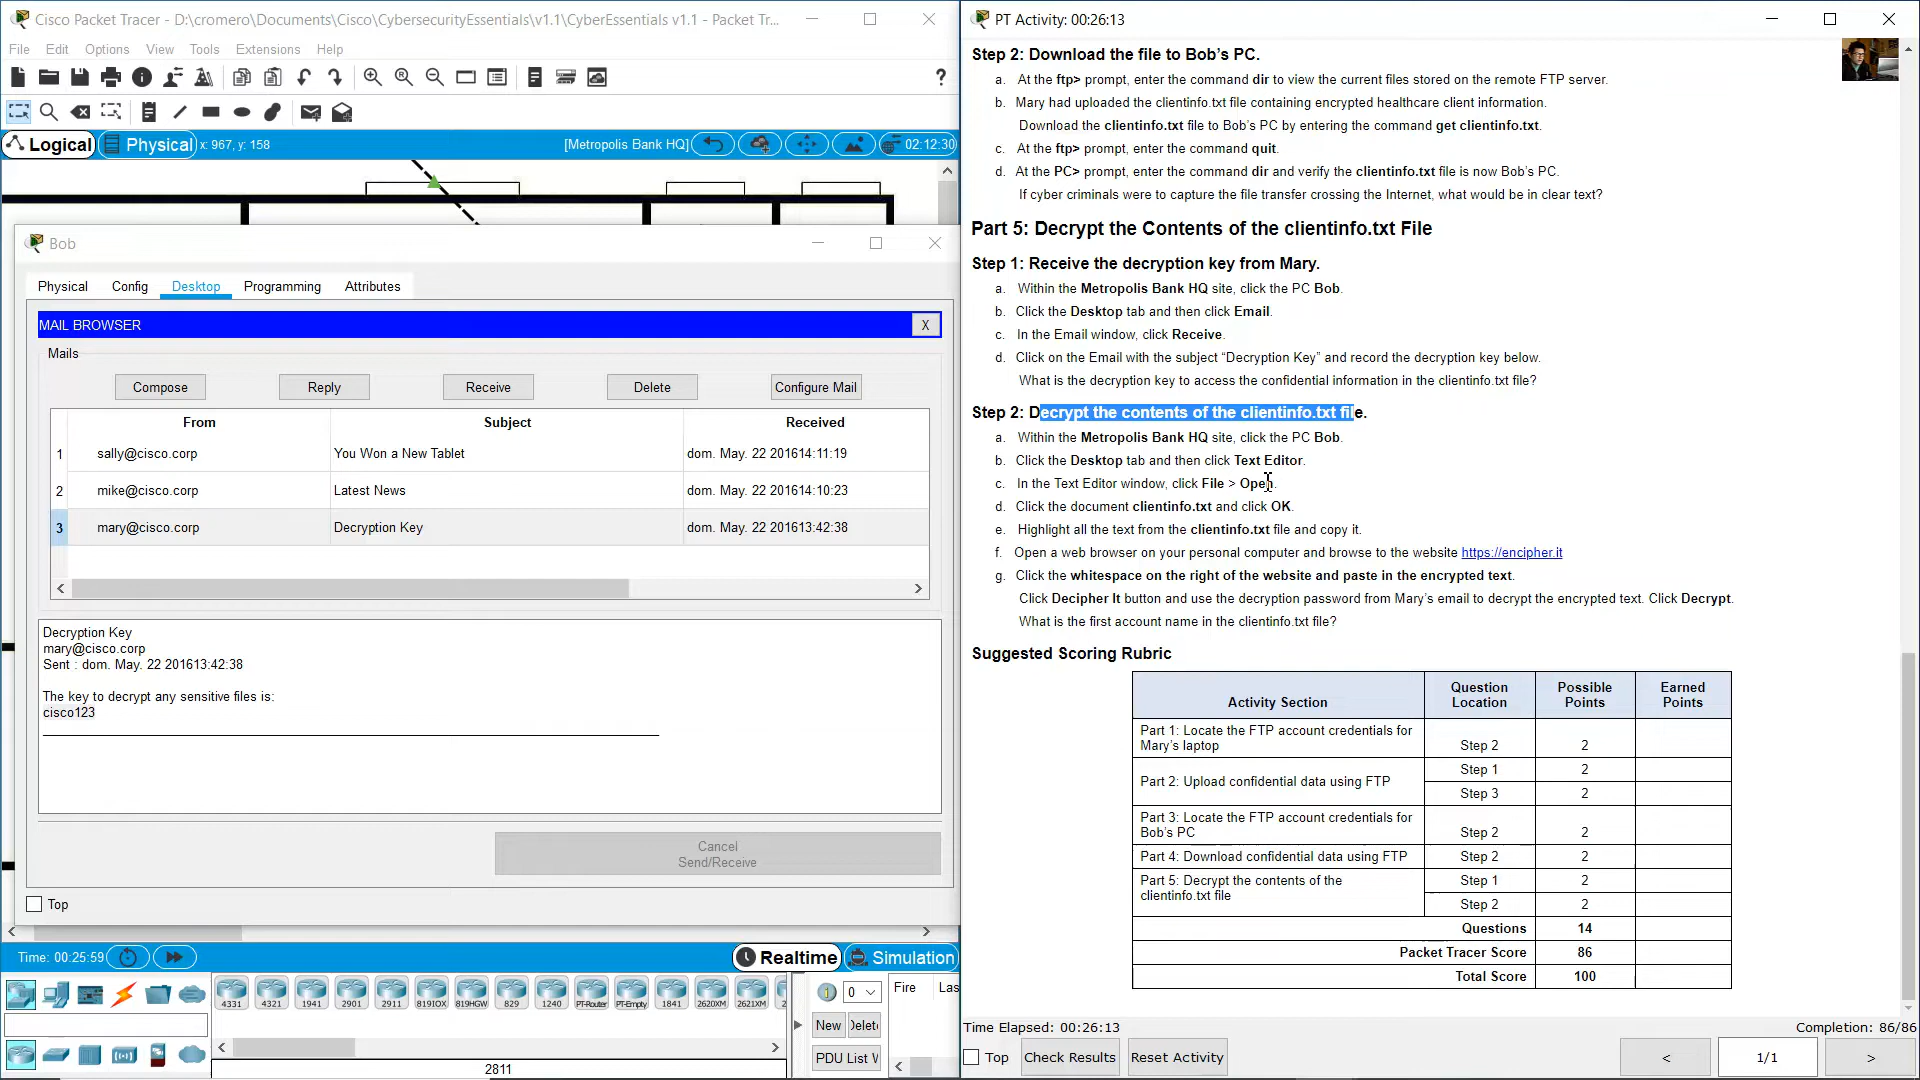 Cisco Packet Tracer - D:\cromero\Documents\Cisco\CybersecurityEssentials\v1.1\CyberEssentials v1.1 - Packet Tr...
File Edit Options View Tools Extensions Help
?
Logical Physical x: 967, y: 158 [Metropolis Bank HQ] 02:12:30
Bob
Physical Config Desktop Programming Attributes
MAIL BROWSER X
Mails
Compose Reply Receive Delete Configure Mail
From Subject Received
1 sally@cisco.corp You Won a New Tablet dom. May. 22 201614:11:19
2 mike@cisco.corp Latest News dom. May. 22 201614:10:23
3 mary@cisco.corp Decryption Key dom. May. 22 201613:42:38
Decryption Key
mary@cisco.corp
Sent : dom. May. 22 201613:42:38
The key to decrypt any sensitive files is:
cisco123
Cancel
Send/Receive
Top
Time: 00:25:59 Realtime Simulation
4331 4321 1941 2901 2911 819IOX 819HGW 829 1240 PT-Router PT-Empty 1841 2620XM 2621XM 2
0 Fire Las
New Delet
PDU List W
2811
PT Activity: 00:26:13
Step 2: Download the file to Bob's PC.
a. At the ftp> prompt, enter the command dir to view the current files stored on the remote FTP server.
b. Mary had uploaded the clientinfo.txt file containing encrypted healthcare client information.
Download the clientinfo.txt file to Bob's PC by entering the command get clientinfo.txt.
c. At the ftp> prompt, enter the command quit.
d. At the PC> prompt, enter the command dir and verify the clientinfo.txt file is now Bob's PC.
If cyber criminals were to capture the file transfer crossing the Internet, what would be in clear text?
Part 5: Decrypt the Contents of the clientinfo.txt File
Step 1: Receive the decryption key from Mary.
a. Within the Metropolis Bank HQ site, click the PC Bob.
b. Click the Desktop tab and then click Email.
c. In the Email window, click Receive.
d. Click on the Email with the subject “Decryption Key” and record the decryption key below.
What is the decryption key to access the confidential information in the clientinfo.txt file?
Step 2: Decrypt the contents of the clientinfo.txt file.
a. Within the Metropolis Bank HQ site, click the PC Bob.
b. Click the Desktop tab and then click Text Editor.
c. In the Text Editor window, click File > Open.
d. Click the document clientinfo.txt and click OK.
e. Highlight all the text from the clientinfo.txt file and copy it.
f. Open a web browser on your personal computer and browse to the website https://encipher.it
g. Click the whitespace on the right of the website and paste in the encrypted text.
Click Decipher It button and use the decryption password from Mary's email to decrypt the encrypted text. Click Decrypt.
What is the first account name in the clientinfo.txt file?
Suggested Scoring Rubric
Activity Section Question Location Possible Points Earned Points
Part 1: Locate the FTP account credentials for Mary's laptop Step 2 2
Part 2: Upload confidential data using FTP Step 1 2
Step 3 2
Part 3: Locate the FTP account credentials for Bob's PC Step 2 2
Part 4: Download confidential data using FTP Step 2 2
Part 5: Decrypt the contents of the clientinfo.txt file Step 1 2
Step 2 2
Questions 14
Packet Tracer Score 86
Total Score 100
Time Elapsed: 00:26:13 Completion: 86/86
Top Check Results Reset Activity < 1/1 >